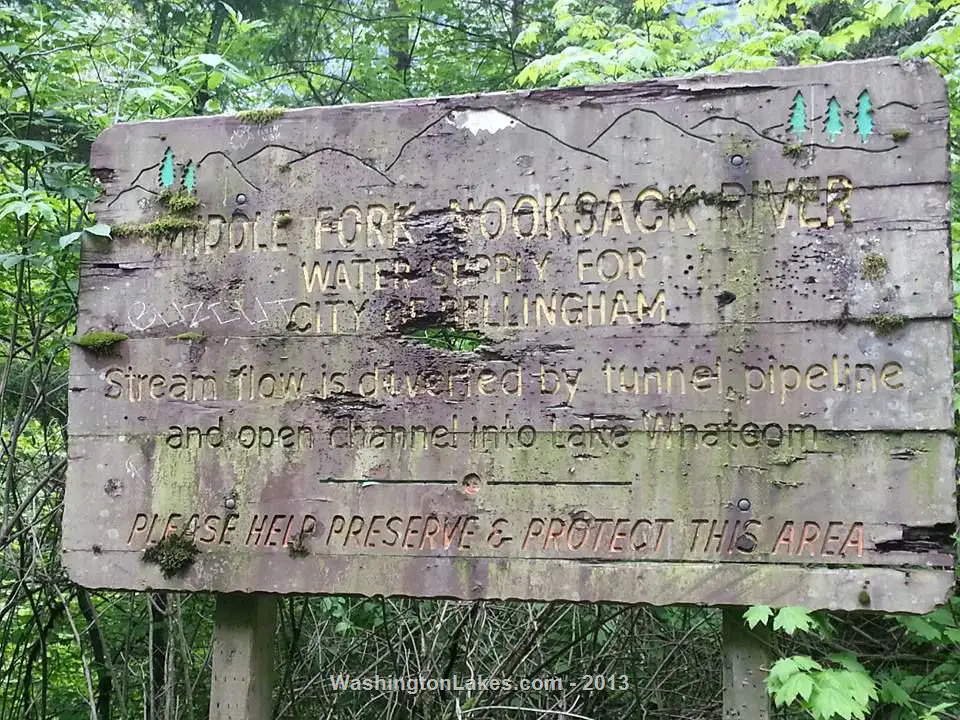 MIDDLE FORK NOOKSACK RIVER
WATER SUPPLY FOR
CITY OF BELLINGHAM
Stream flow is diverted by tunnel pipeline
and open channel into Lake Whatcom
PLEASE HELP PRESERVE & PROTECT THIS AREA
WashingtonLakes.com - 2013